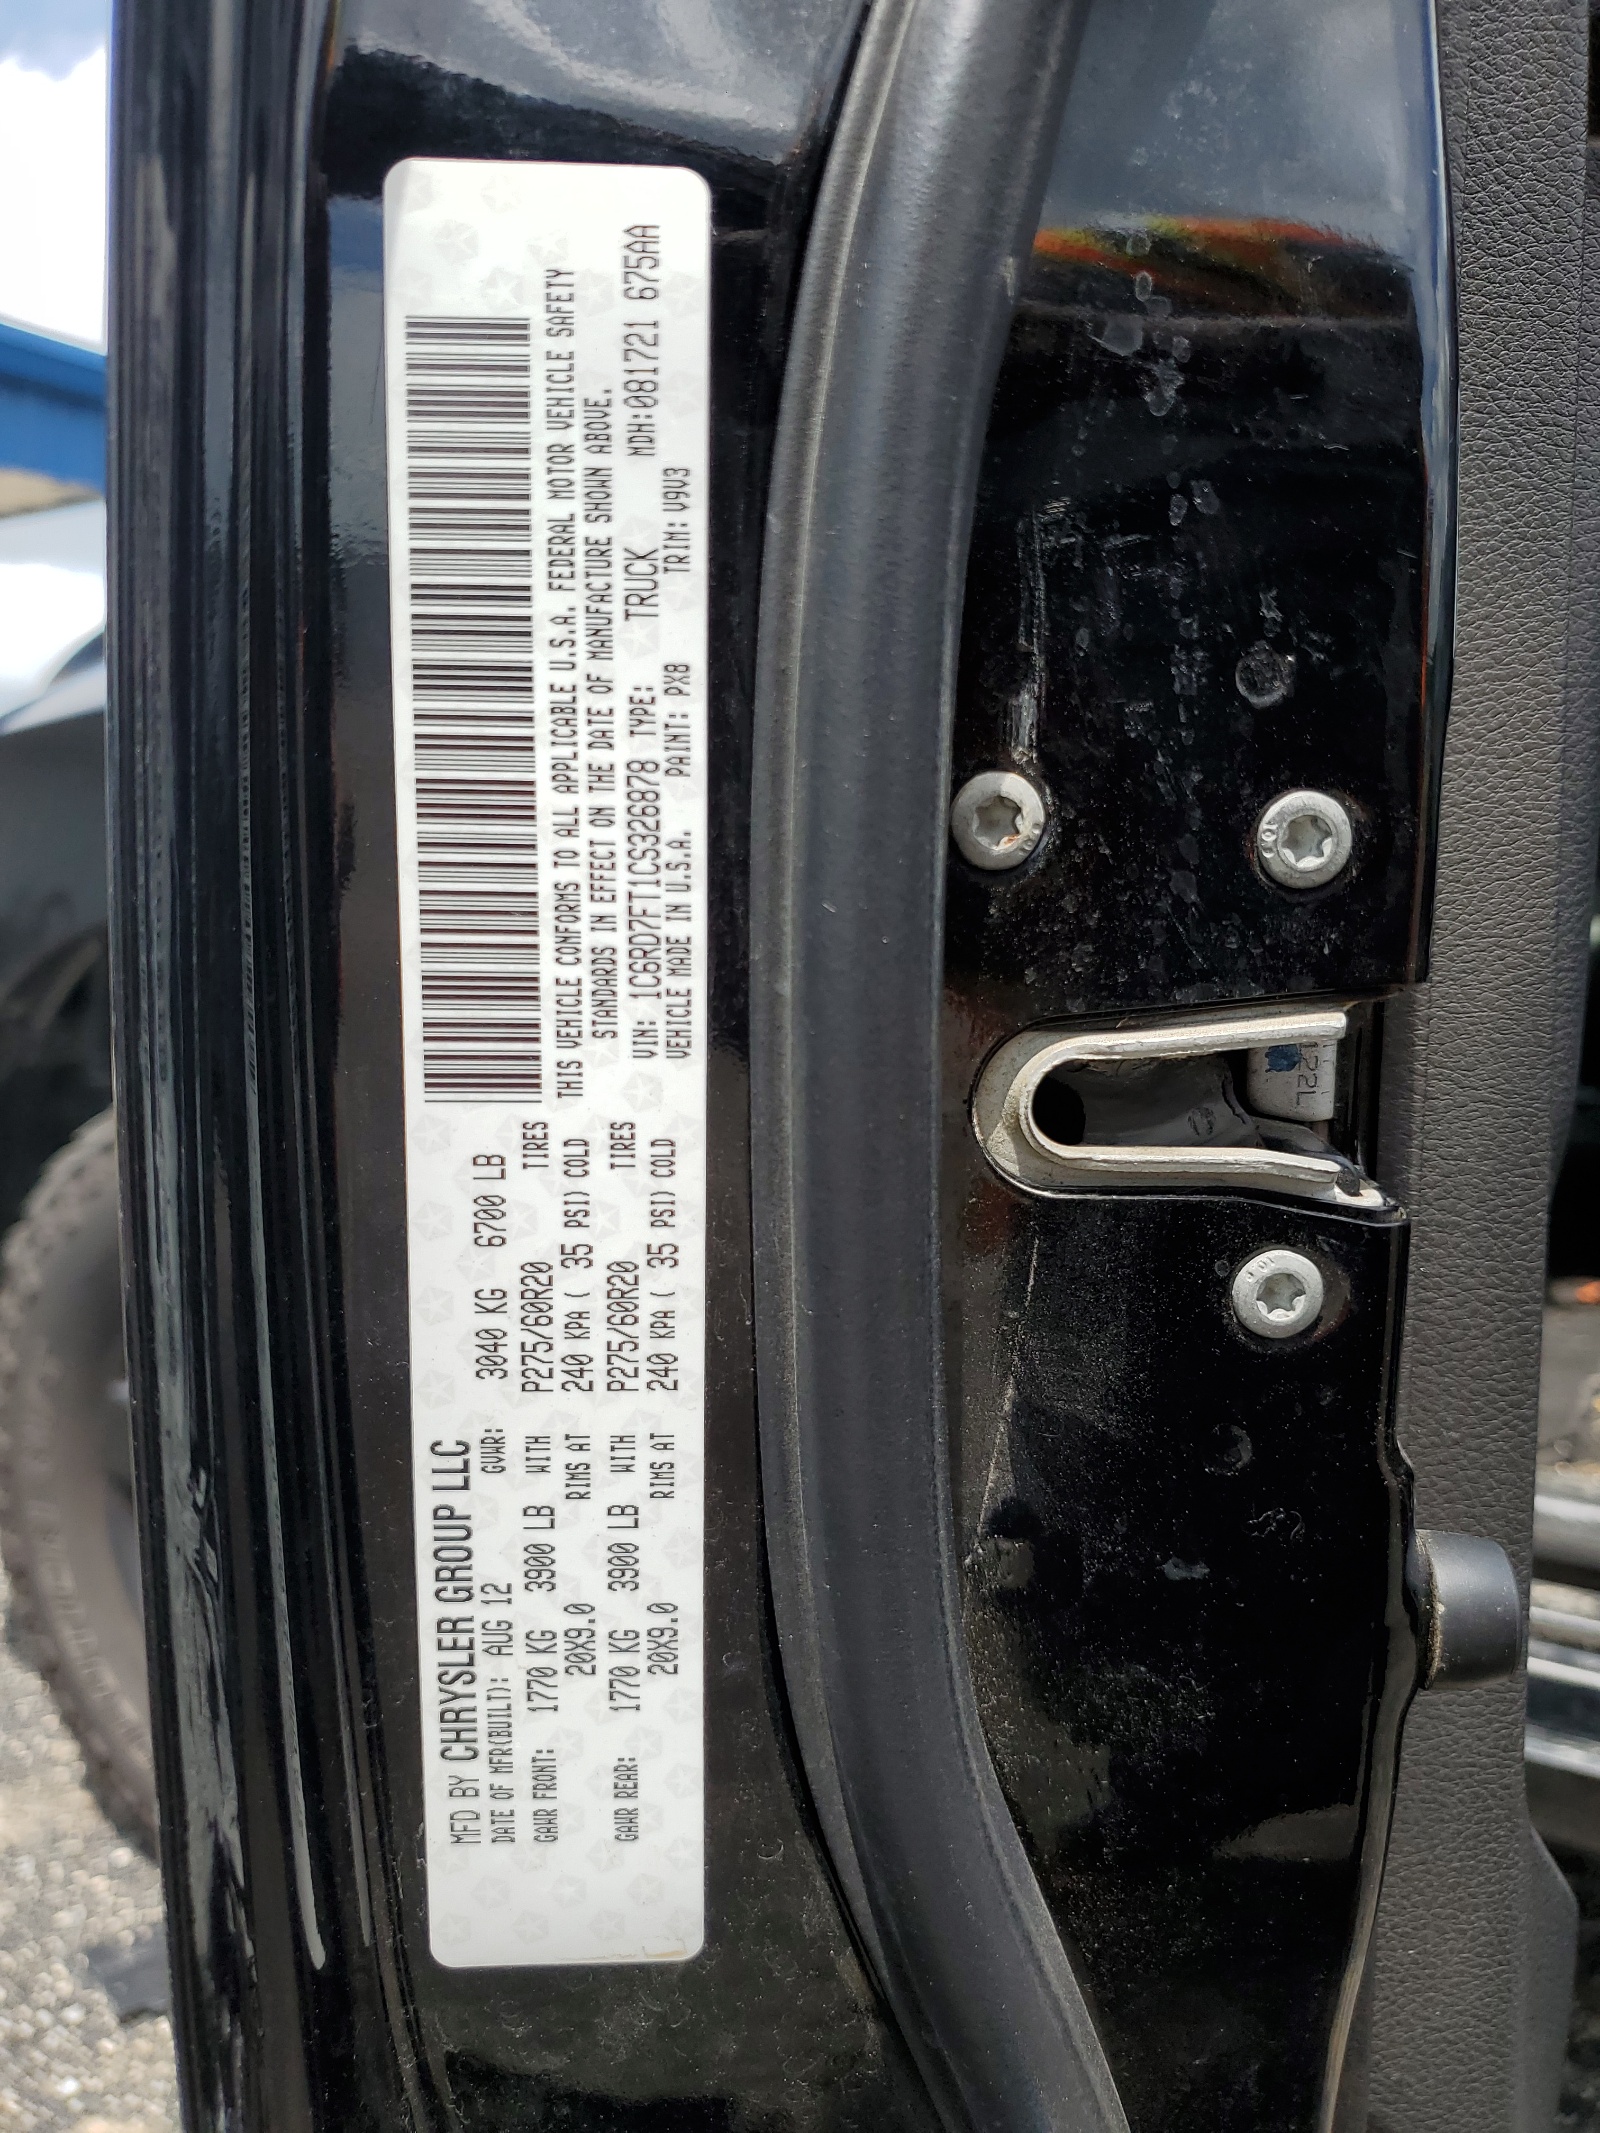 MFD BY CHRYSLER GROUP LLC
DATE OF MFR(BUILT): AUG 12 GVWR: 3040 KG 6700 LB
GAWR FRONT: 1770 KG 3900 LB WITH P275/60R20 TIRES
20X9.0 RIMS AT 240 KPA ( 35 PSI) COLD
GAWR REAR: 1770 KG 3900 LB WITH P275/60R20 TIRES
20X9.0 RIMS AT 240 KPA ( 35 PSI) COLD
THIS VEHICLE CONFORMS TO ALL APPLICABLE U.S.A. FEDERAL MOTOR VEHICLE SAFETY
STANDARDS IN EFFECT ON THE DATE OF MANUFACTURE SHOWN ABOVE.
VIN: 1C6RD7FT1CS326878 TYPE: TRUCK MDH:081721 675AA
VEHICLE MADE IN U.S.A. PAINT: PX8 TRIM: V9V3
122L